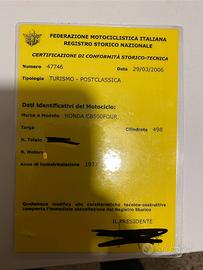 FEDERAZIONE MOTOCICLISTICA ITALIANA
REGISTRO STORICO NAZIONALE
CERTIFICAZIONE DI CONFORMITÀ STORICO-TECNICA
Numero 47746 Data 29/03/2006
Tipologia TURISMO - POSTCLASSICA
Dati Identificativi del Motociclo:
Marca e Modello HONDA CB500FOUR
Targa Cilindrata 498
N. Telaio
N. Motore
Anno di immatricolazione 197
Qualunque modifica alle caratteristiche tecnico-costruttive
comporta l'immediata cancellazione dal Registro Storico
IL PRESIDENTE